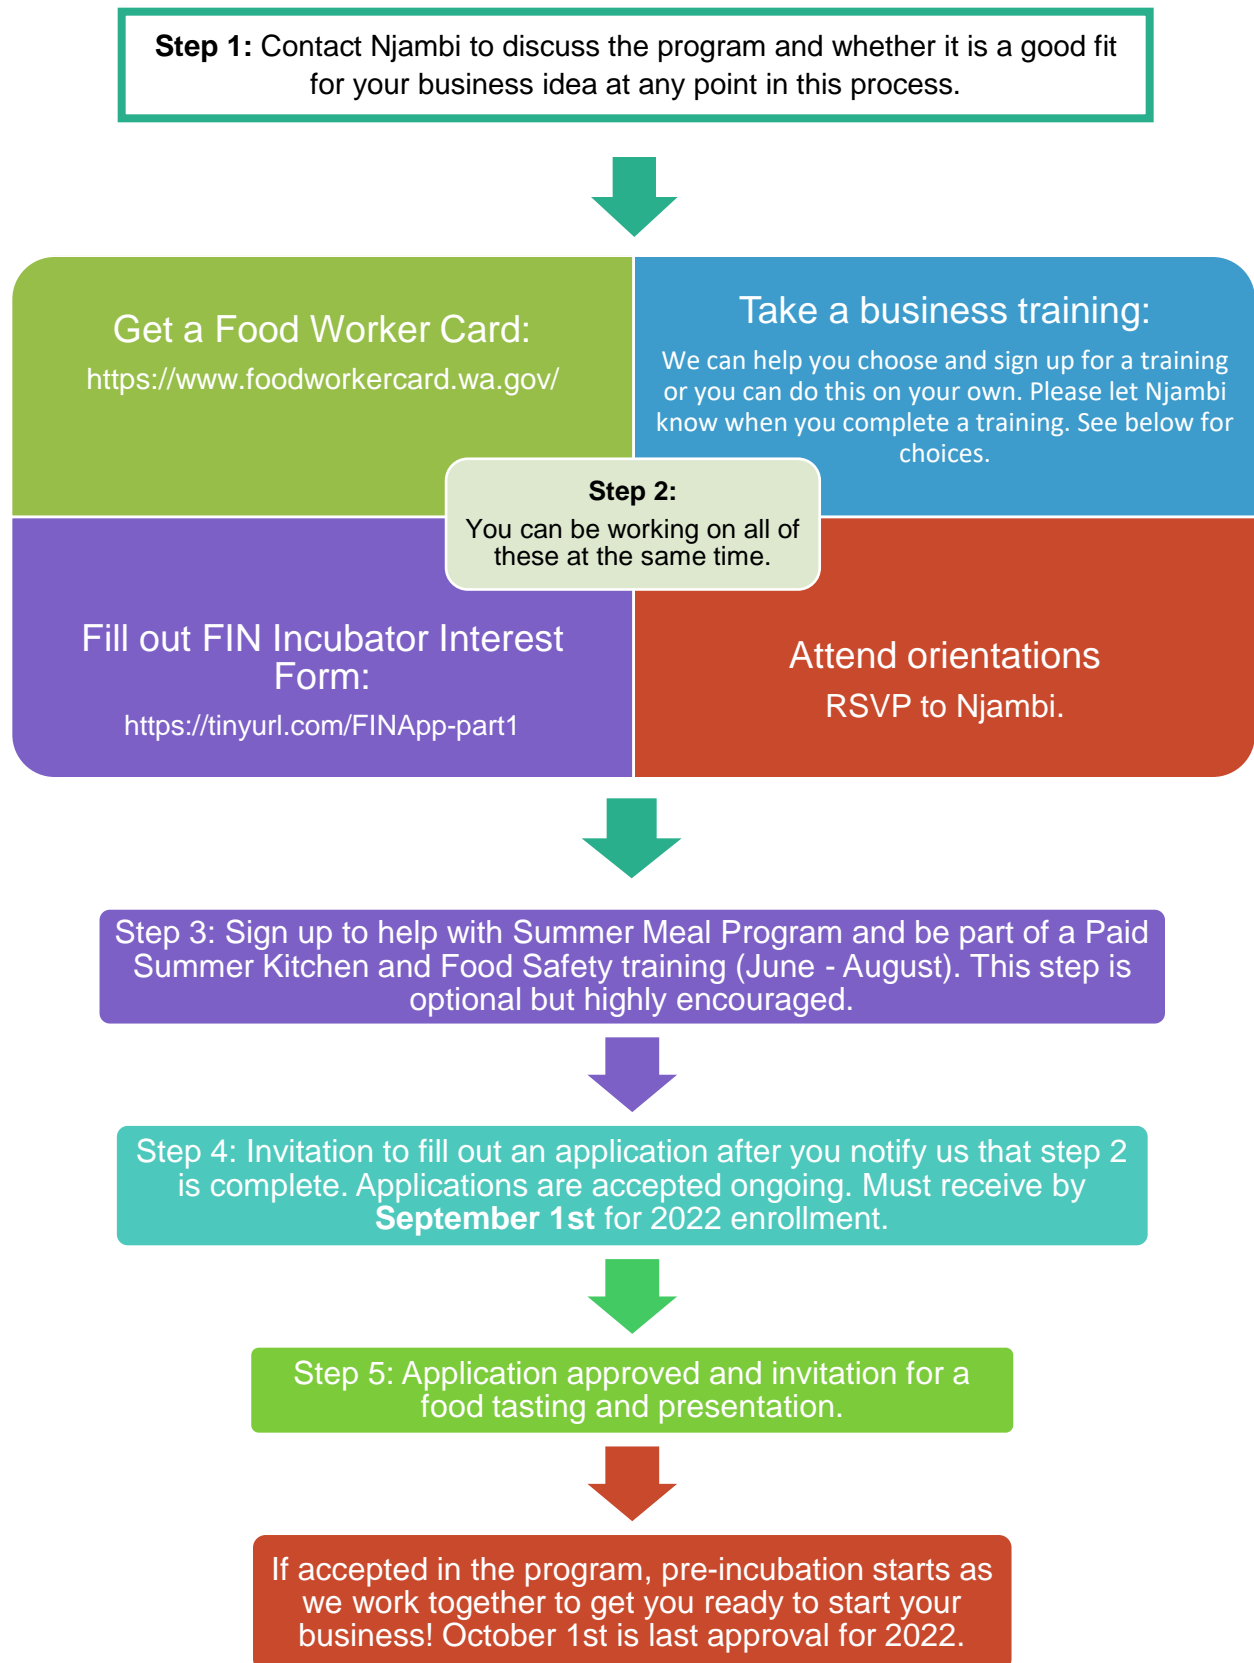 Step 1: Contact Njambi to discuss the program and whether it is a good fit
for your business idea at any point in this process.
Get a Food Worker Card:
https://www.foodworkercard.wa.gov/
Take a business training:
We can help you choose and sign up for a training
or you can do this on your own. Please let Njambi
know when you complete a training. See below for
choices.
Step 2:
You can be working on all of
these at the same time.
Fill out FIN Incubator Interest
Form:
https://tinyurl.com/FINApp-part1
Attend orientations
RSVP to Njambi.
Step 3: Sign up to help with Summer Meal Program and be part of a Paid
Summer Kitchen and Food Safety training (June - August). This step is
optional but highly encouraged.
Step 4: Invitation to fill out an application after you notify us that step 2
is complete. Applications are accepted ongoing. Must receive by
September 1st for 2022 enrollment.
Step 5: Application approved and invitation for a
food tasting and presentation.
If accepted in the program, pre-incubation starts as
we work together to get you ready to start your
business! October 1st is last approval for 2022.